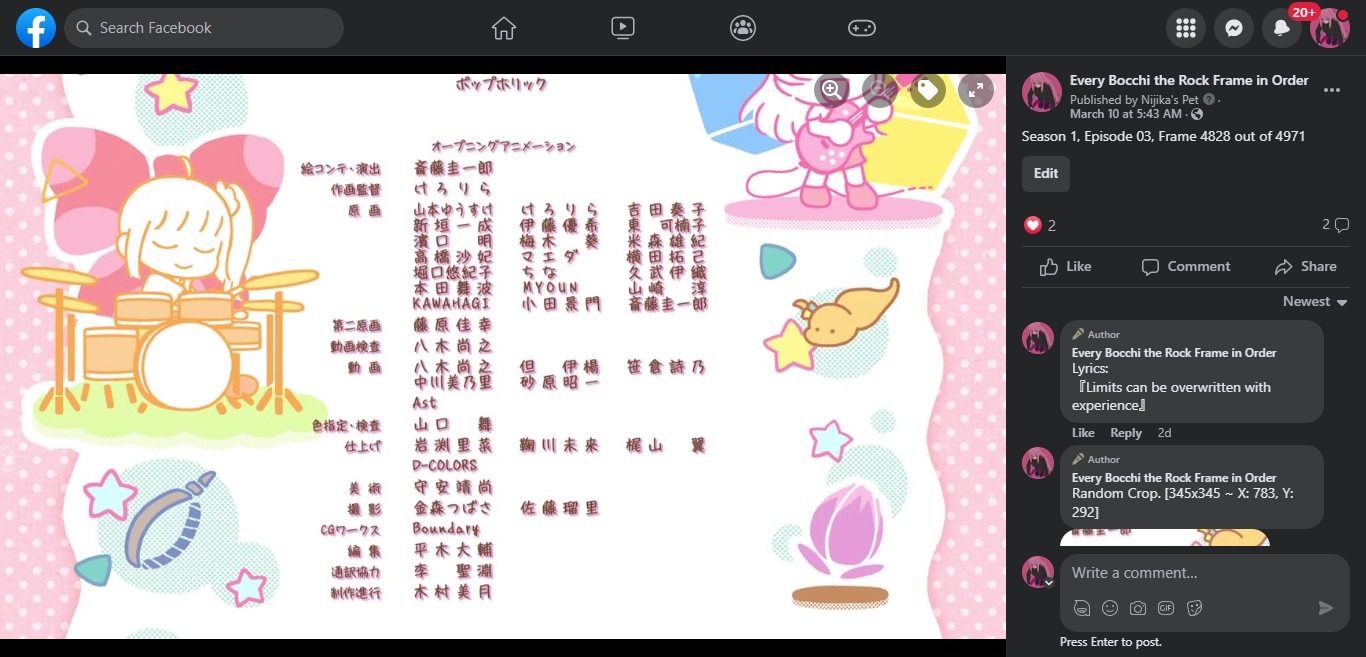 Search Facebook
20+
ポップホリック
オープニングアニメーション
絵コンテ・演出 斎藤圭一郎
作画監督 けろりら
原画 山本ゆうすけ けろりら 吉田奏子
新垣一成 伊藤優希 東 可楠子
濱口 明 梅木 葵 米森雄紀
高橋沙妃 マエダ 横田拓己
堀口悠紀子 ちな 久武伊織
本田舞波 MYOUN 山崎 淳
KAWAHAGI 小田景門 斎藤圭一郎
第二原画 藤原佳幸
動画検査 八木尚之
動画 八木尚之 但 伊楊 笹倉詩乃
中川美乃里 砂原昭一
Ast
色指定・検査 山口 舞
仕上げ 岩渕里菜 鞠川未来 梶山 翼
D-COLORS
美術 守安靖尚
撮影 金森つばさ 佐藤瑠里
CGワークス Boundary
編集 平木大輔
通訳協力 李 聖淵
制作進行 木村美月
Every Bocchi the Rock Frame in Order
Published by Nijika's Pet ·
March 10 at 5:43 AM ·
Season 1, Episode 03, Frame 4828 out of 4971
Edit
2
2
Like Comment Share
Newest
Author
Every Bocchi the Rock Frame in Order
Lyrics:
『Limits can be overwritten with
experience』
Like Reply 2d
Author
Every Bocchi the Rock Frame in Order
Random Crop. [345x345 ~ X: 783, Y:
292]
Write a comment...
GIF
Press Enter to post.